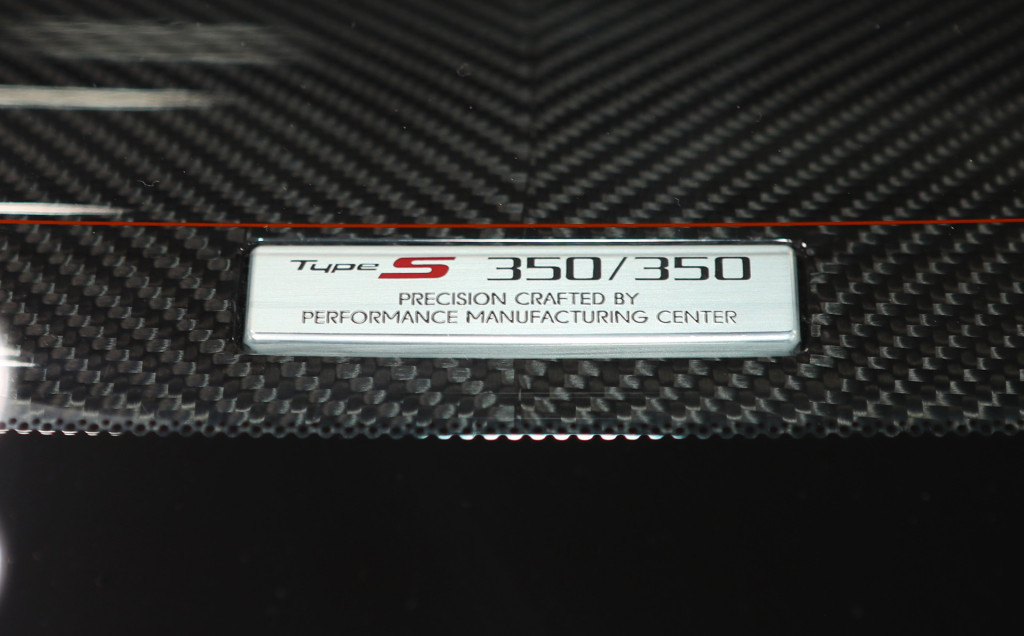 Type S 350/350
PRECISION CRAFTED BY
PERFORMANCE MANUFACTURING CENTER